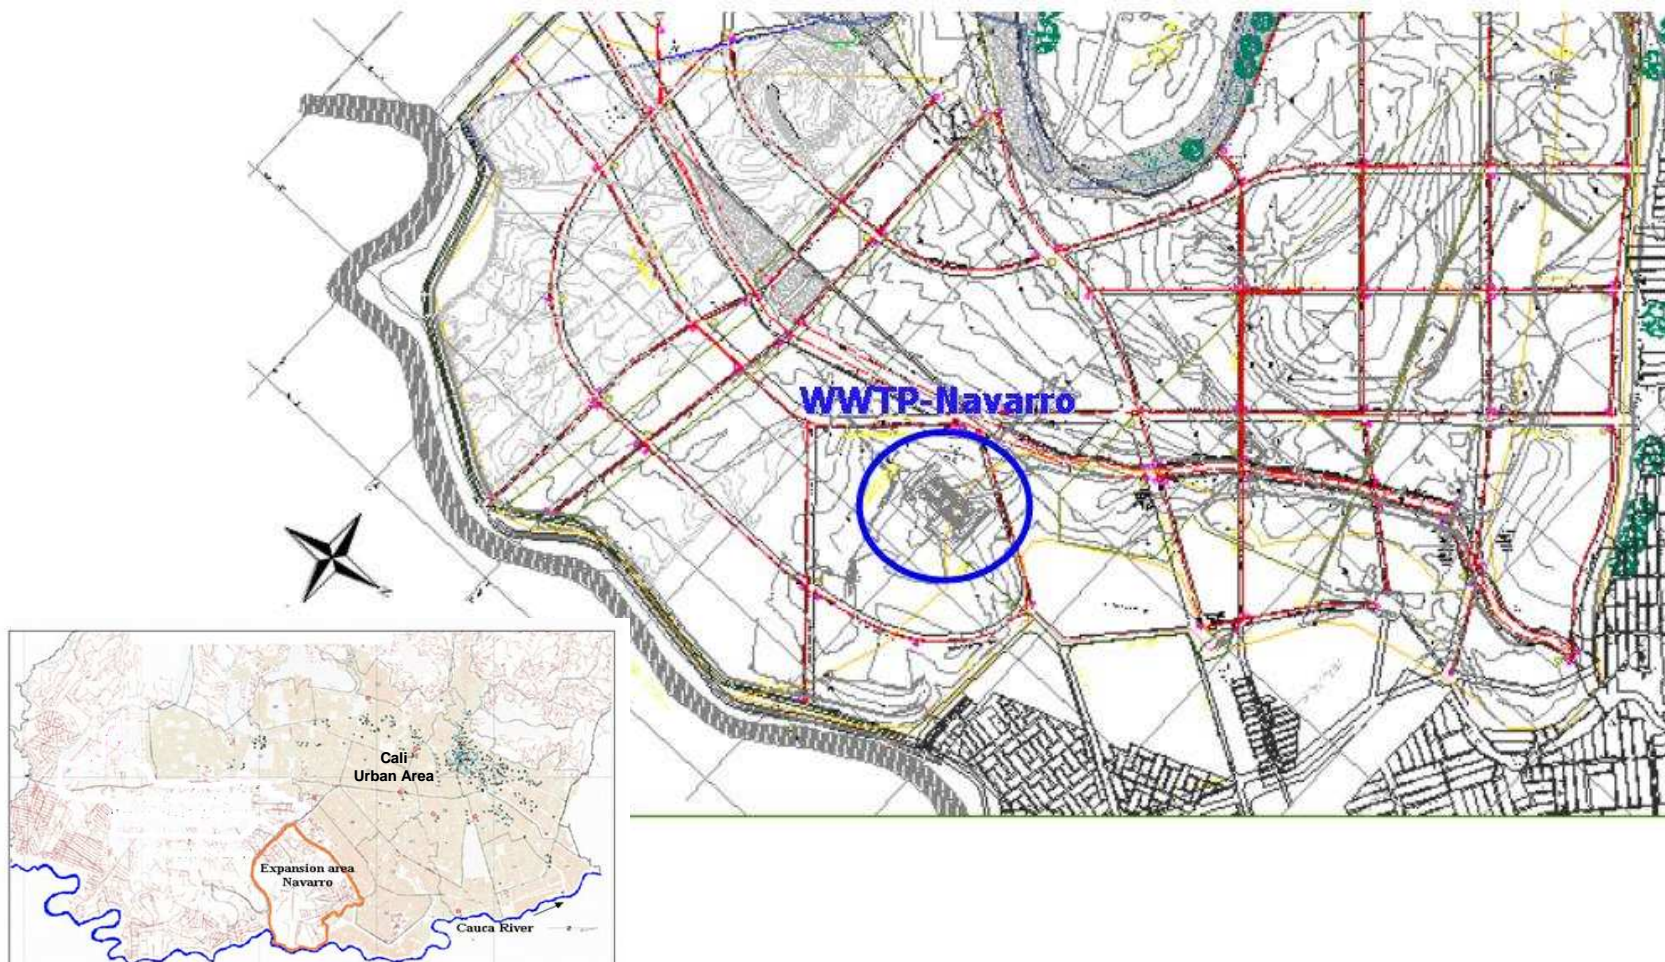 WWTP-Navarro
Cali
Urban Area
Expansion area
Navarro
Cauca River